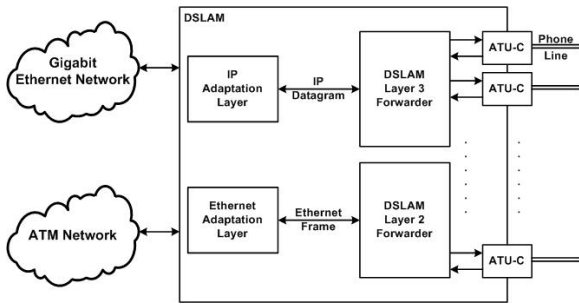 DSLAM
Gigabit
Ethernet Network
IP
Adaptation
Layer
IP
Datagram
DSLAM
Layer 3
Forwarder
ATU-C
Phone
Line
ATU-C
ATM Network
Ethernet
Adaptation
Layer
Ethernet
Frame
DSLAM
Layer 2
Forwarder
ATU-C